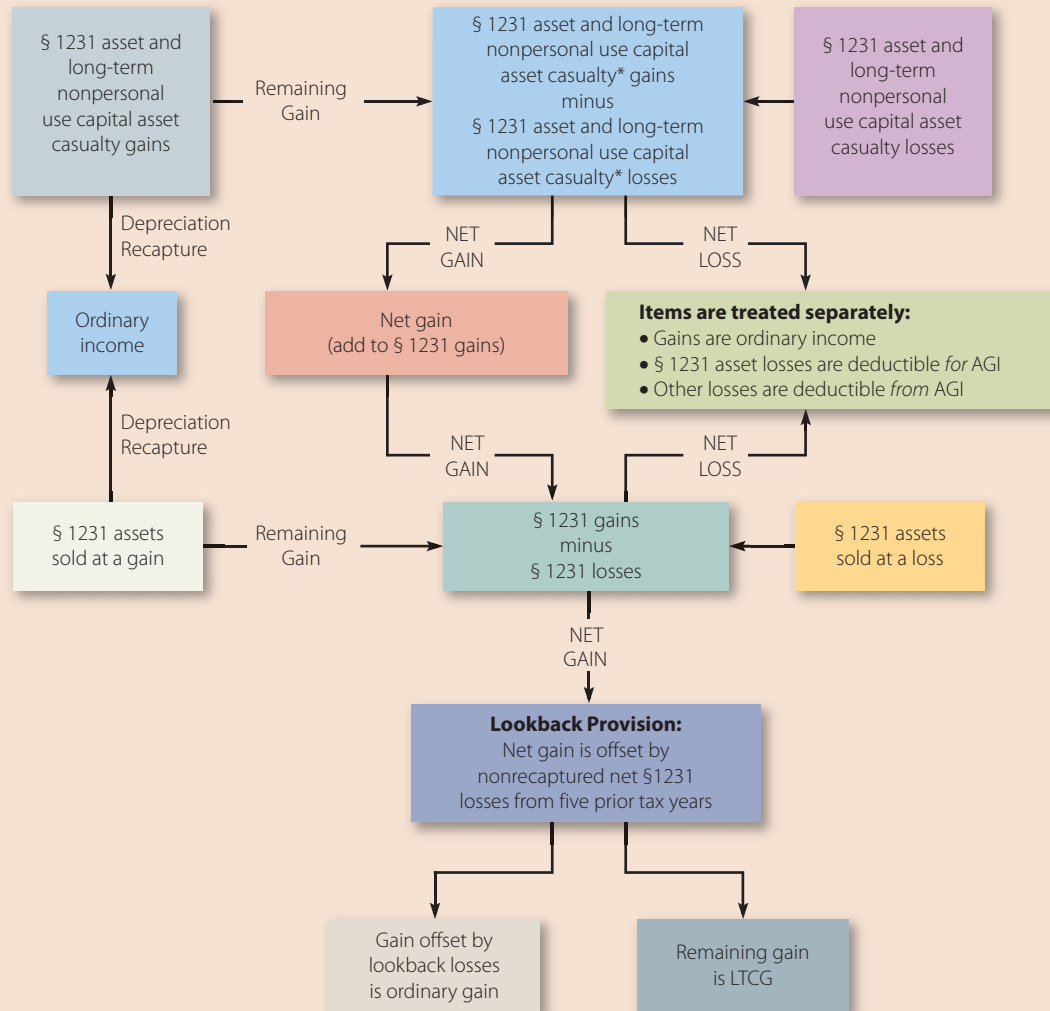 § 1231 asset and
long-term
nonpersonal
use capital asset
casualty gains
Remaining
Gain
§ 1231 asset and long-term
nonpersonal use capital
asset casualty* gains
minus
§ 1231 asset and long-term
nonpersonal use capital
asset casualty* losses
§ 1231 asset and
long-term
nonpersonal
use capital asset
casualty losses
Depreciation
Recapture
NET
GAIN
NET
LOSS
Ordinary
income
Net gain
(add to § 1231 gains)
Items are treated separately:
• Gains are ordinary income
• § 1231 asset losses are deductible for AGI
• Other losses are deductible from AGI
Depreciation
Recapture
NET
GAIN
NET
LOSS
§ 1231 assets
sold at a gain
Remaining
Gain
§ 1231 gains
minus
§ 1231 losses
§ 1231 assets
sold at a loss
NET
GAIN
Lookback Provision:
Net gain is offset by
nonrecaptured net §1231
losses from five prior tax years
Gain offset by
lookback losses
is ordinary gain
Remaining gain
is LTCG